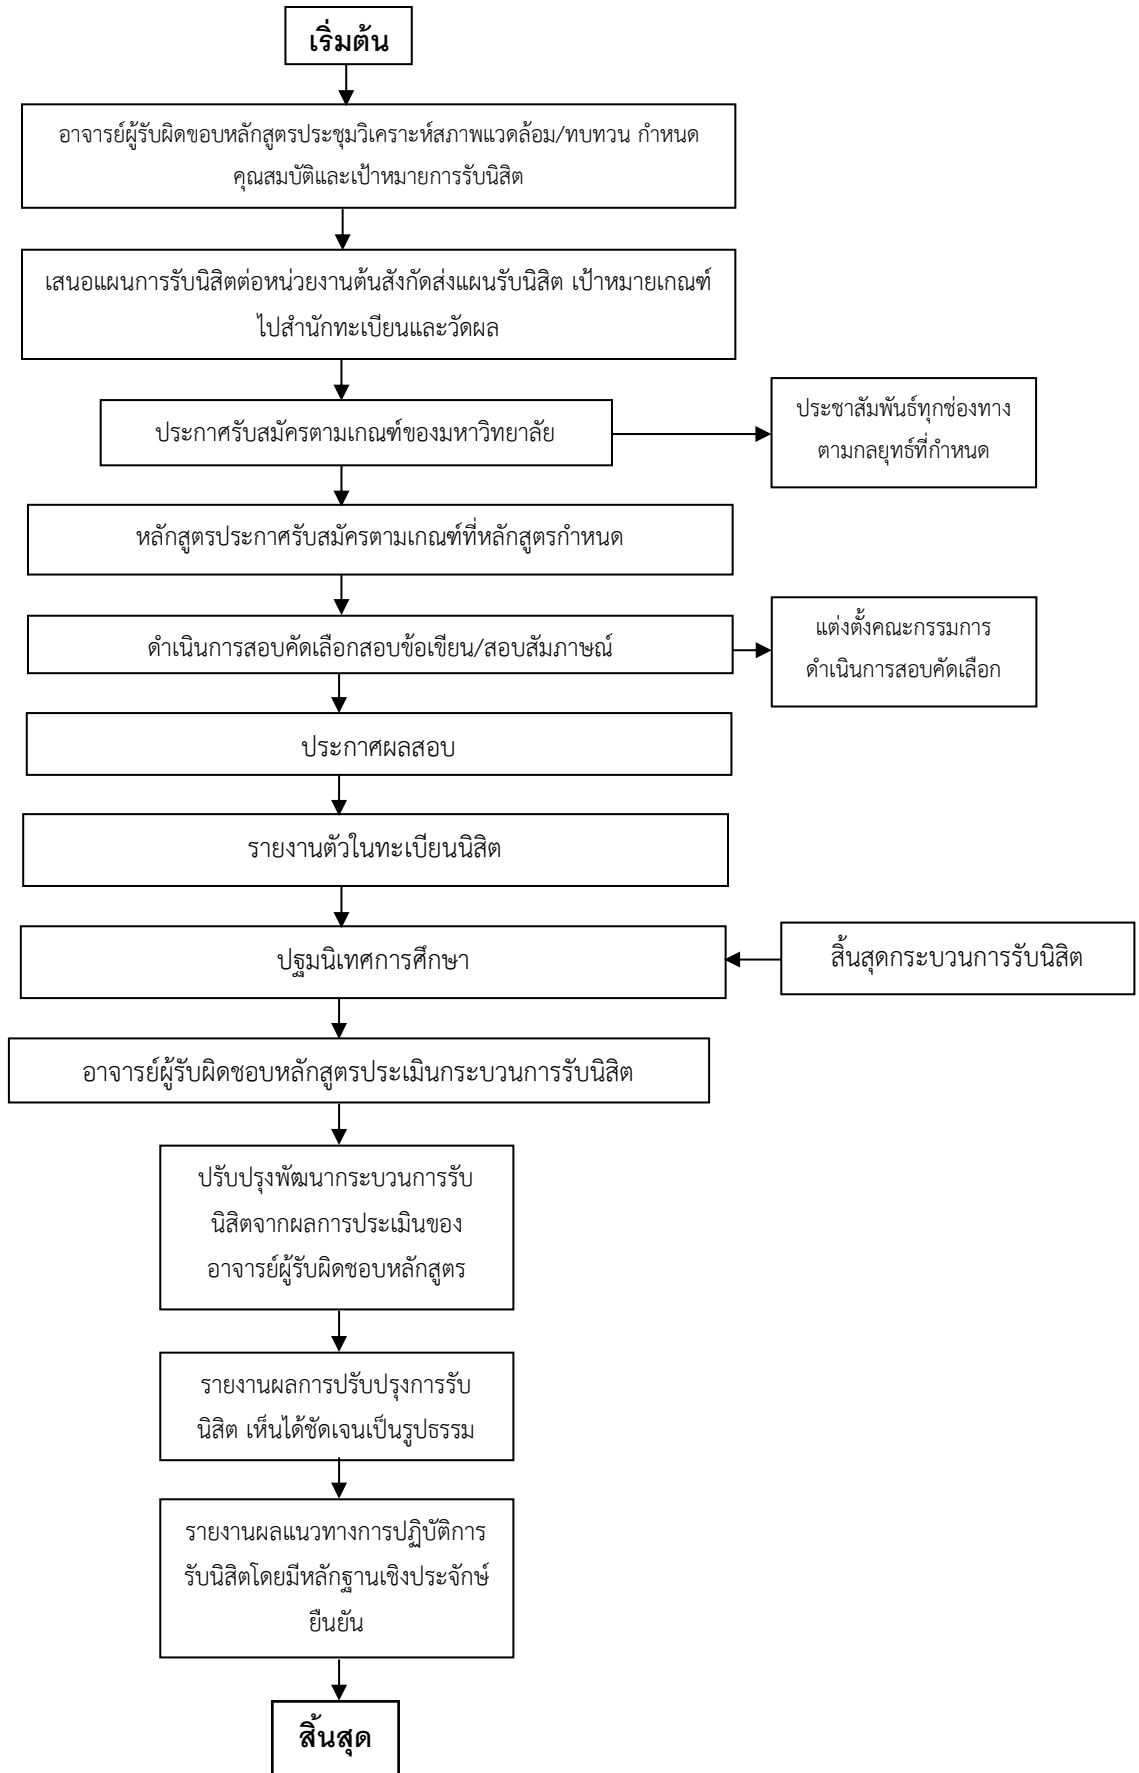 เริ่มต้น
อาจารย์ผู้รับผิดขอบหลักสูตรประชุมวิเคราะห์สภาพแวดล้อม/ทบทวน กำหนด
คุณสมบัติและเป้าหมายการรับนิสิต
เสนอแผนการรับนิสิตต่อหน่วยงานต้นสังกัดส่งแผนรับนิสิต เป้าหมายเกณฑ์
ไปสำนักทะเบียนและวัดผล
ประกาศรับสมัครตามเกณฑ์ของมหาวิทยาลัย
ประชาสัมพันธ์ทุกช่องทาง
ตามกลยุทธ์ที่กำหนด
หลักสูตรประกาศรับสมัครตามเกณฑ์ที่หลักสูตรกำหนด
ดำเนินการสอบคัดเลือกสอบข้อเขียน/สอบสัมภาษณ์
แต่งตั้งคณะกรรมการ
ดำเนินการสอบคัดเลือก
ประกาศผลสอบ
รายงานตัวในทะเบียนนิสิต
ปฐมนิเทศการศึกษา
สิ้นสุดกระบวนการรับนิสิต
อาจารย์ผู้รับผิดชอบหลักสูตรประเมินกระบวนการรับนิสิต
ปรับปรุงพัฒนากระบวนการรับ
นิสิตจากผลการประเมินของ
อาจารย์ผู้รับผิดชอบหลักสูตร
รายงานผลการปรับปรุงการรับ
นิสิต เห็นได้ชัดเจนเป็นรูปธรรม
รายงานผลแนวทางการปฏิบัติการ
รับนิสิตโดยมีหลักฐานเชิงประจักษ์
ยืนยัน
สิ้นสุด